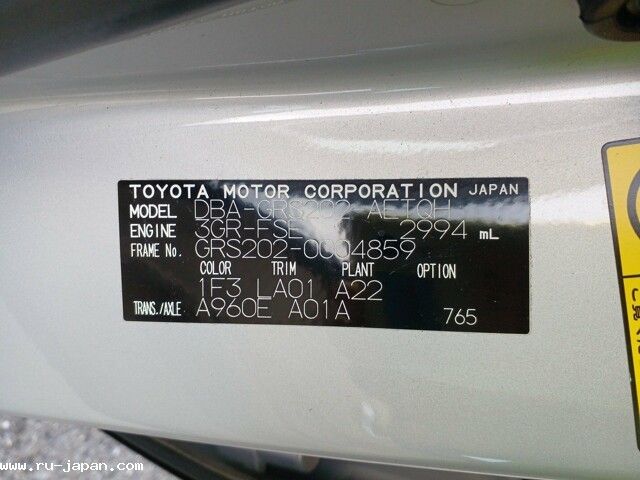 TOYOTA MOTOR CORPORATION JAPAN
MODEL DBA-GRS202-AETQH
ENGINE 3GR-FSE 2994 mL
FRAME No. GRS202-0004859
COLOR TRIM PLANT OPTION
1F3 LA01 A22
TRANS./AXLE A960E A01A 765
www.ru-japan.com